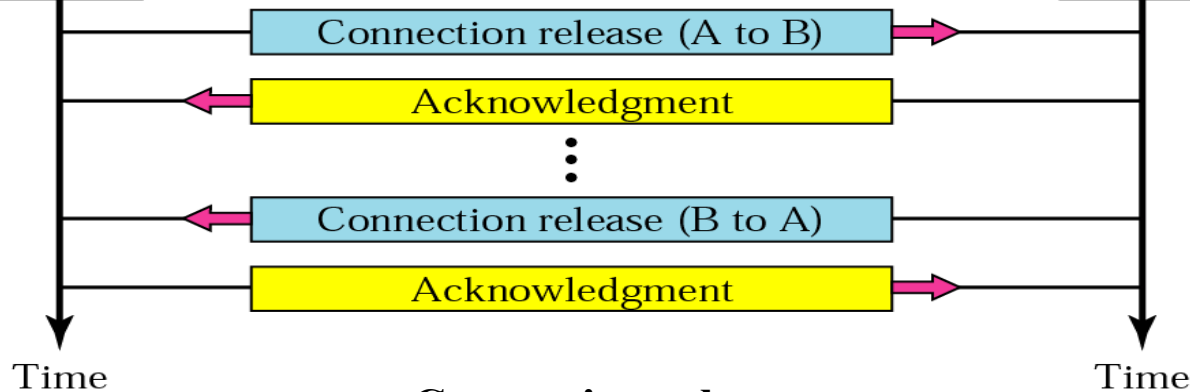 Connection release (A to B)
Acknowledgment
Connection release (B to A)
Acknowledgment
Time Time